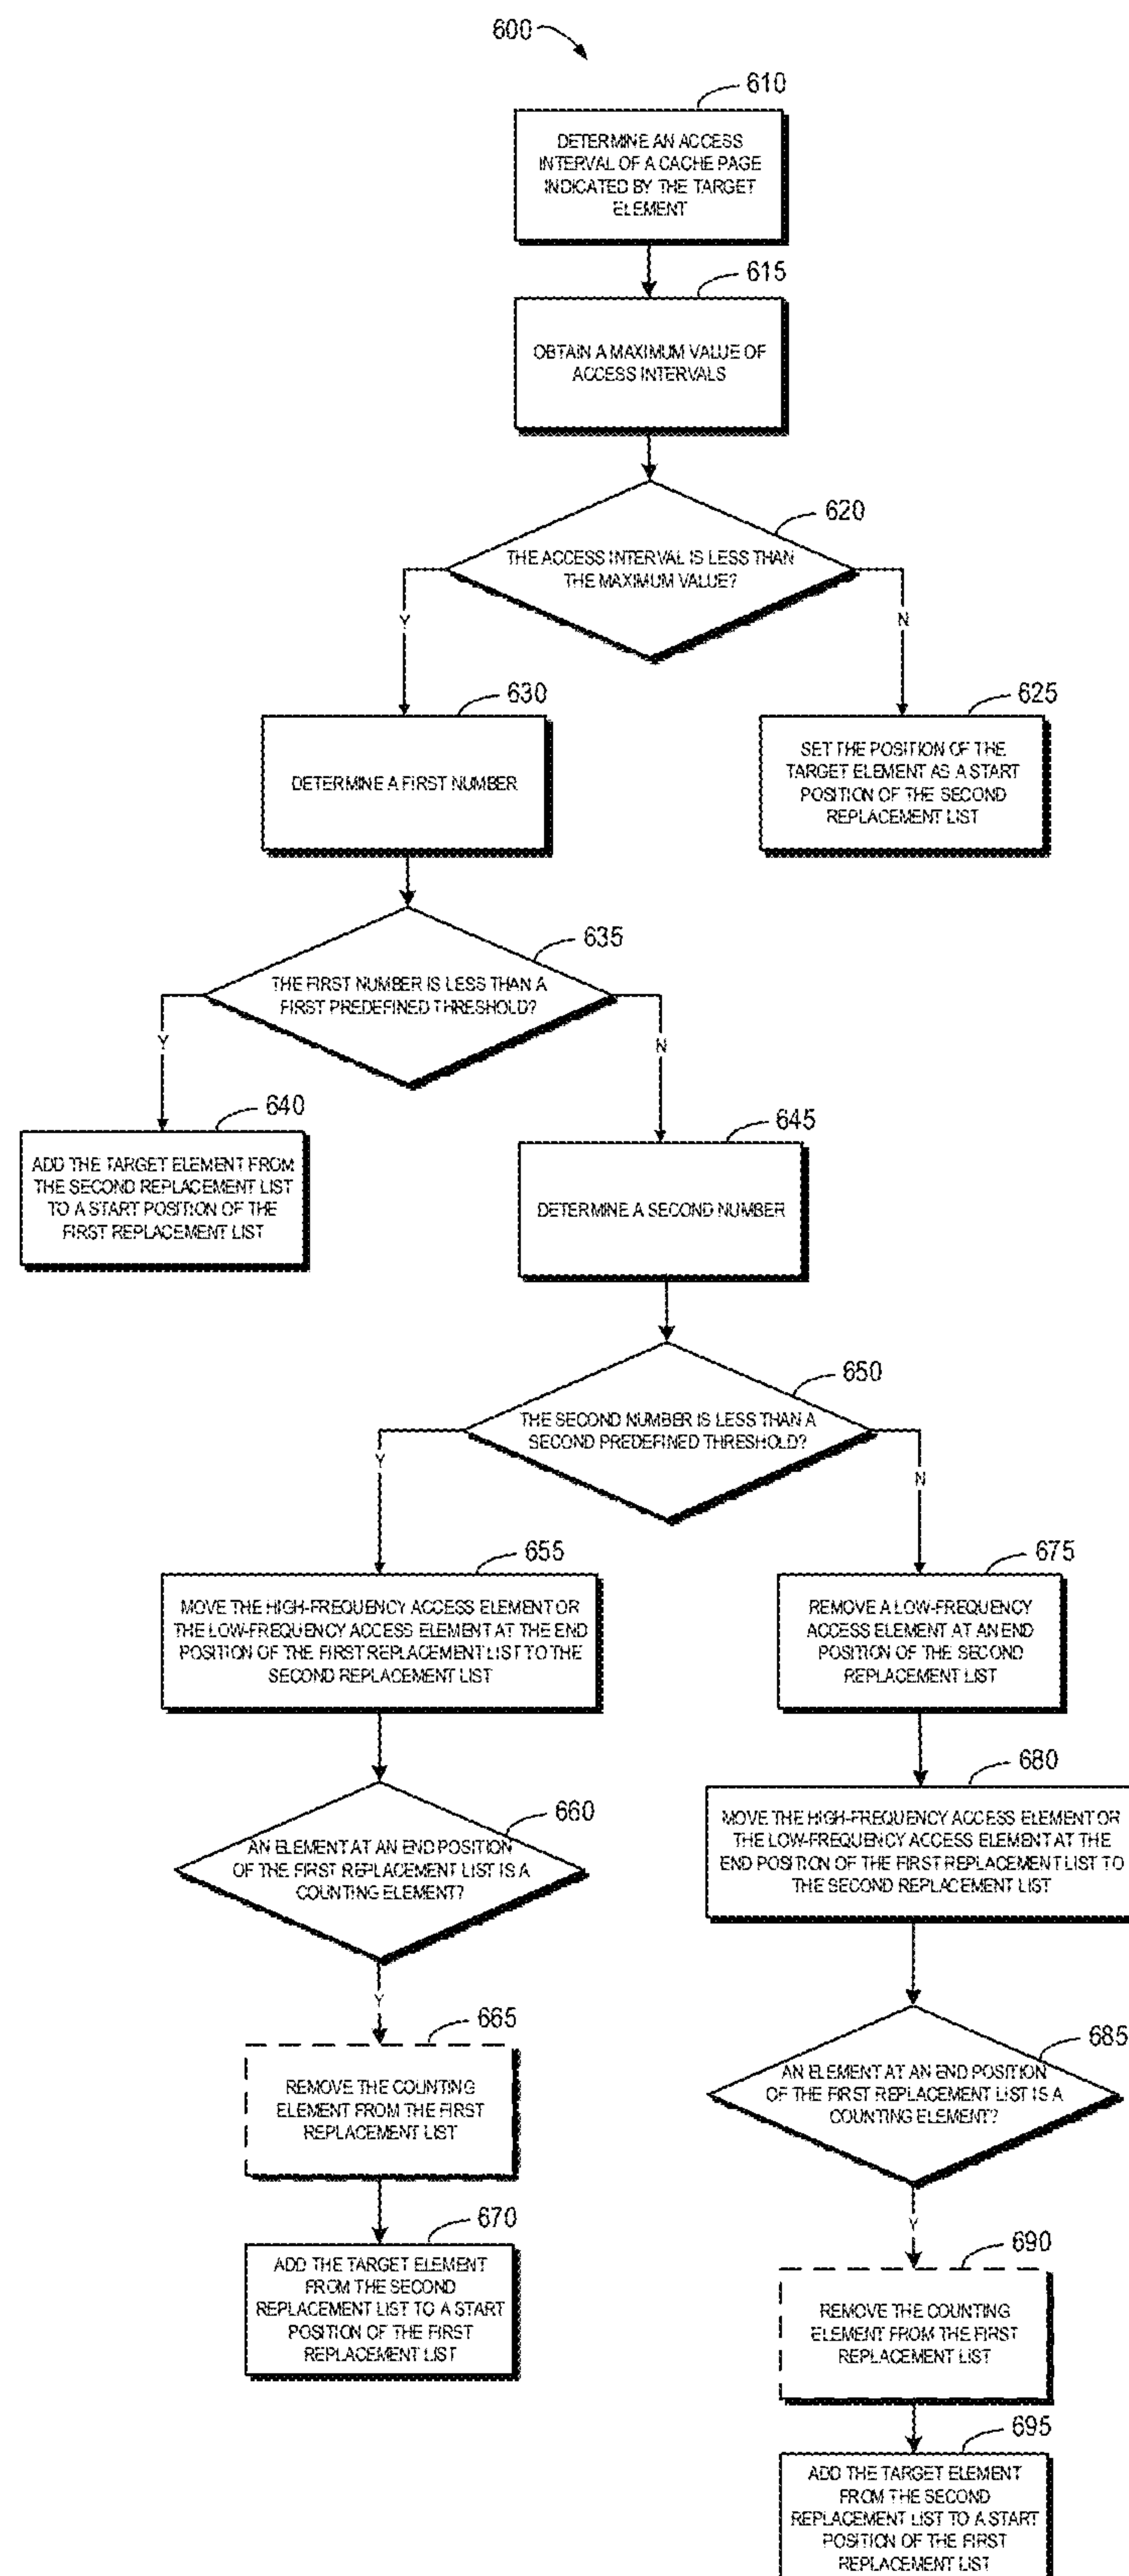 600
610
DETERMINE AN ACCESS
INTERVAL OF A CACHE PAGE
INDICATED BY THE TARGET
ELEMENT
615
OBTAIN A MAXIMUM VALUE OF
ACCESS INTERVALS
620
THE ACCESS INTERVAL IS LESS THAN
THE MAXIMUM VALUE?
Y
N
630
DETERMINE A FIRST NUMBER
625
SET THE POSITION OF THE
TARGET ELEMENT AS A START
POSITION OF THE SECOND
REPLACEMENT LIST
635
THE FIRST NUMBER IS LESS THAN A
FIRST PREDEFINED THRESHOLD?
Y
N
640
ADD THE TARGET ELEMENT FROM
THE SECOND REPLACEMENT LIST
TO A START POSITION OF THE
FIRST REPLACEMENT LIST
645
DETERMINE A SECOND NUMBER
650
THE SECOND NUMBER IS LESS THAN A
SECOND PREDEFINED THRESHOLD?
Y
N
655
MOVE THE HIGH-FREQUENCY ACCESS ELEMENT OR
THE LOW-FREQUENCY ACCESS ELEMENT AT THE END
POSITION OF THE FIRST REPLACEMENT LIST TO THE
SECOND REPLACEMENT LIST
675
REMOVE A LOW-FREQUENCY
ACCESS ELEMENT AT AN END
POSITION OF THE SECOND
REPLACEMENT LIST
660
AN ELEMENT AT AN END POSITION
OF THE FIRST REPLACEMENT LIST IS A
COUNTING ELEMENT?
Y
680
MOVE THE HIGH-FREQUENCY ACCESS ELEMENT OR
THE LOW-FREQUENCY ACCESS ELEMENT AT THE
END POSITION OF THE FIRST REPLACEMENT LIST TO
THE SECOND REPLACEMENT LIST
665
REMOVE THE COUNTING
ELEMENT FROM THE FIRST
REPLACEMENT LIST
685
AN ELEMENT AT AN END POSITION
OF THE FIRST REPLACEMENT LIST IS A
COUNTING ELEMENT?
Y
670
ADD THE TARGET ELEMENT
FROM THE SECOND
REPLACEMENT LIST TO A START
POSITION OF THE FIRST
REPLACEMENT LIST
690
REMOVE THE COUNTING
ELEMENT FROM THE FIRST
REPLACEMENT LIST
695
ADD THE TARGET ELEMENT
FROM THE SECOND
REPLACEMENT LIST TO A START
POSITION OF THE FIRST
REPLACEMENT LIST